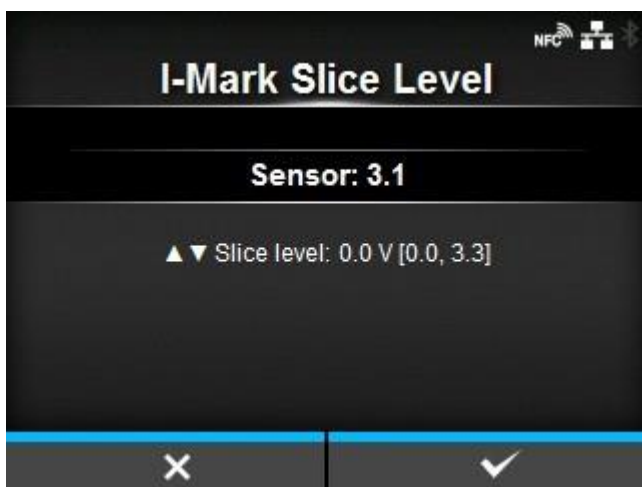 NFC
I-Mark Slice Level
Sensor: 3.1
▲▼ Slice level: 0.0 V [0.0, 3.3]